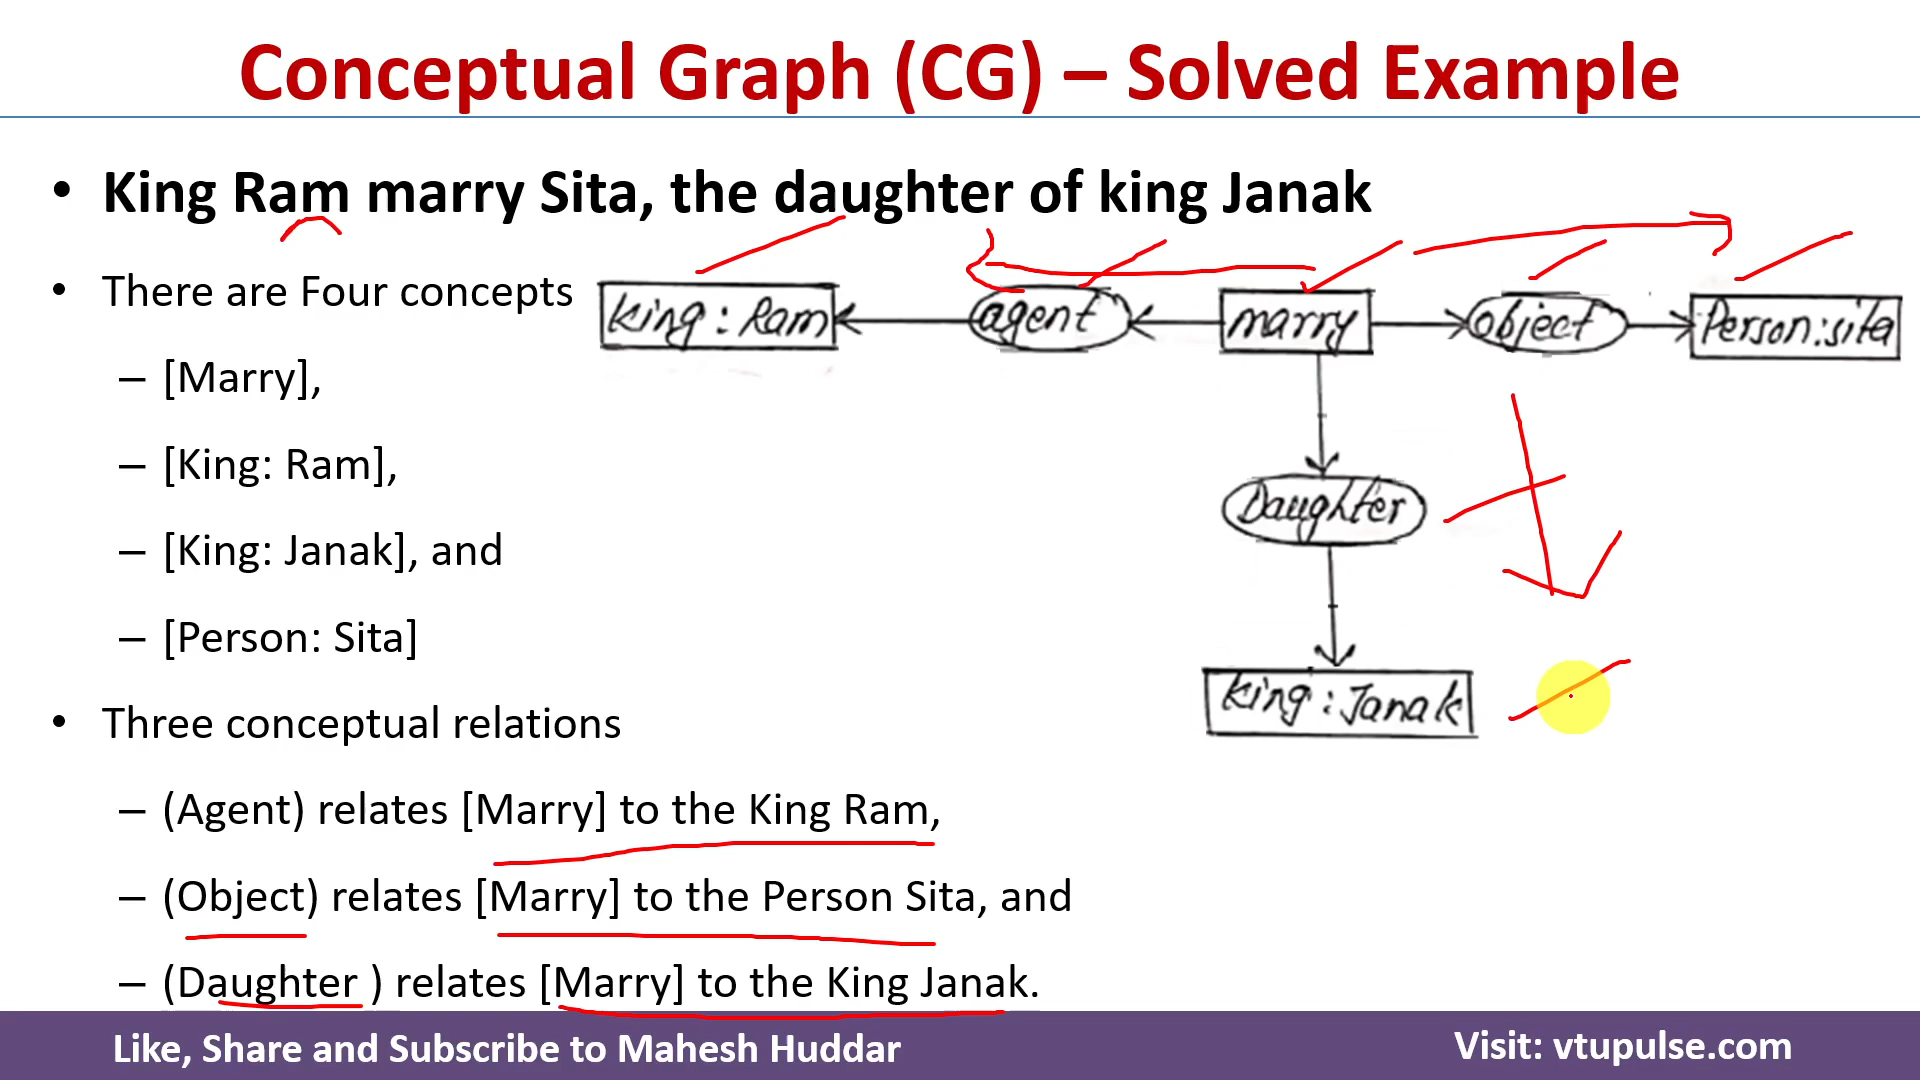 Conceptual Graph (CG) – Solved Example
• King Ram marry Sita, the daughter of king Janak
• There are Four concepts
– [Marry],
– [King: Ram],
– [King: Janak], and
– [Person: Sita]
• Three conceptual relations
– (Agent) relates [Marry] to the King Ram,
– (Object) relates [Marry] to the Person Sita, and
– (Daughter ) relates [Marry] to the King Janak.
King : Ram
agent
marry
object
Person:sita
Daughter
King : Janak
Like, Share and Subscribe to Mahesh Huddar
Visit: vtupulse.com